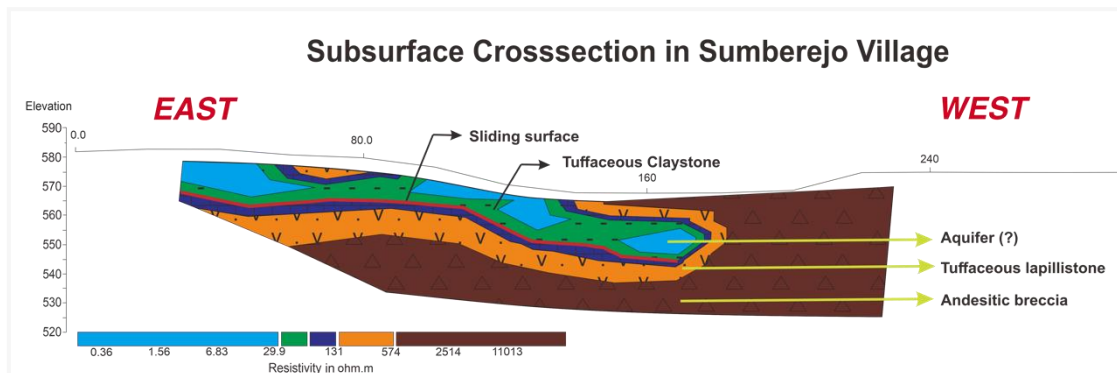 Subsurface Crosssection in Sumberejo Village
EAST
WEST
Elevation
590
580
570
560
550
540
530
520
0.0
80.0
160
240
Sliding surface
Tuffaceous Claystone
Aquifer (?)
Tuffaceous lapillistone
Andesitic breccia
0.36 1.56 6.83 29.9 131 574 2514 11013
Resistivity in ohm.m